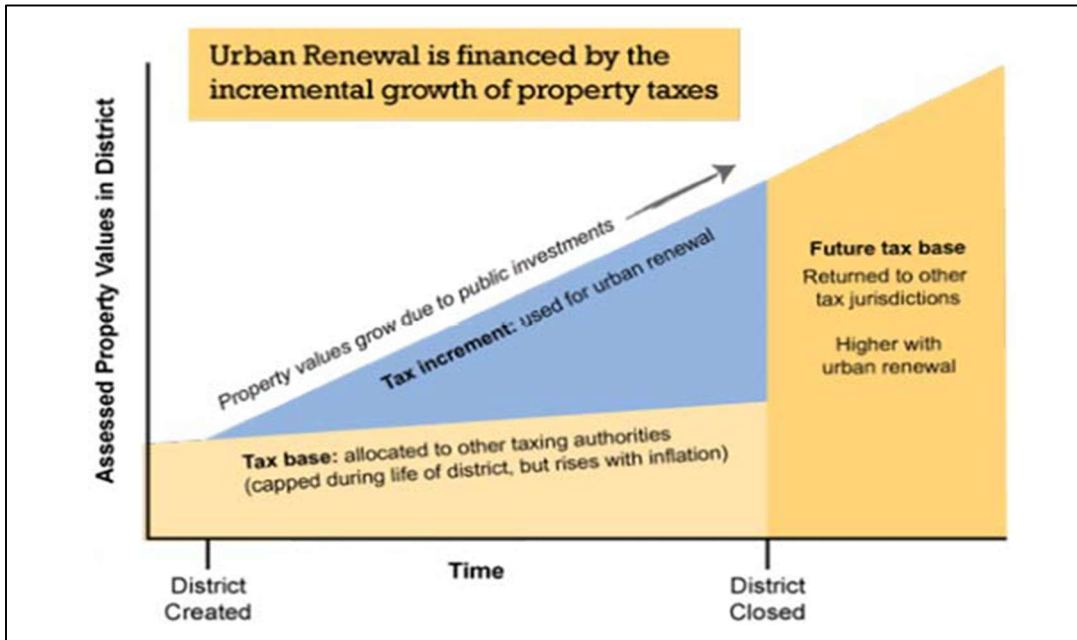 Urban Renewal is financed by the
incremental growth of property taxes
Assessed Property Values in District
Property values grow due to public investments
Tax increment: used for urban renewal
Tax base: allocated to other taxing authorities
(capped during life of district, but rises with inflation)
Future tax base
Returned to other
tax jurisdictions
Higher with
urban renewal
District
Created
Time
District
Closed